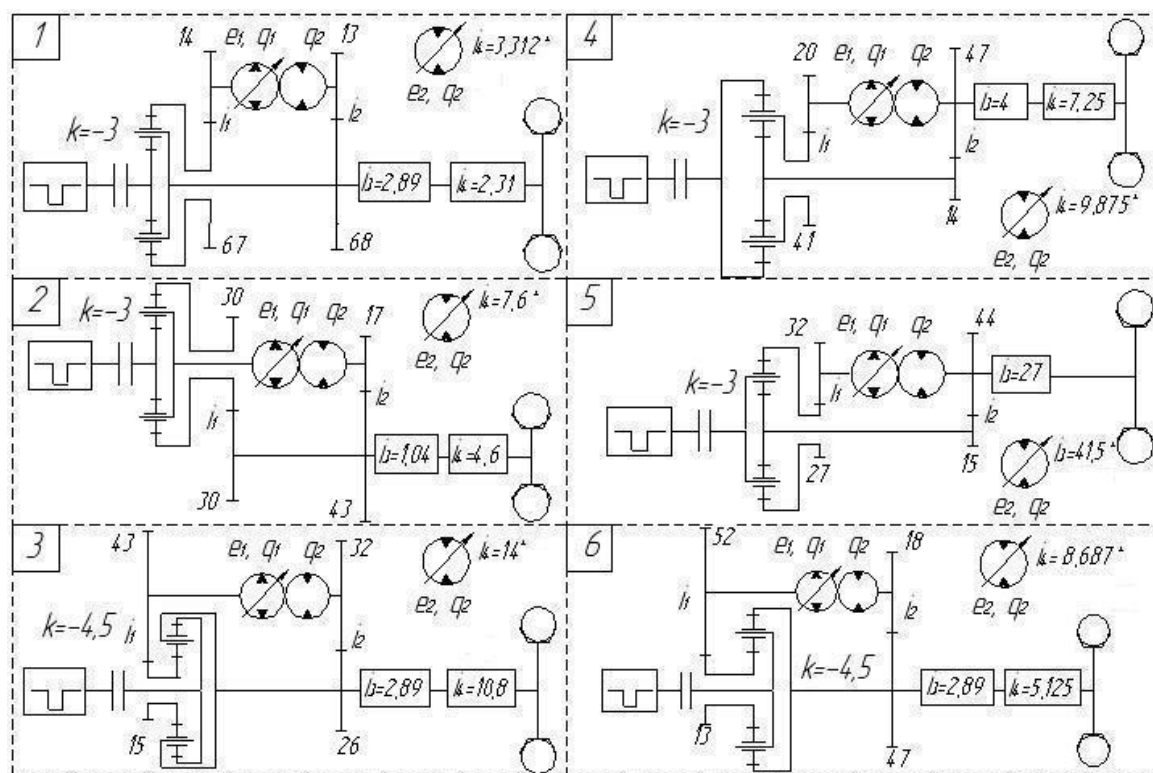 1
14
e₁, q₁ q₂
13
i₄=3,312*
e₂, q₂
k=-3
i₁
i₂
i₃=2,89
i₄=2,31
67
68
4
20
e₁, q₁ q₂
47
i₃=4
i₄=7,25
k=-3
i₁
i₂
41
14
i₄=9,875*
e₂, q₂
2
30
e₁, q₁ q₂
17
i₄=7,6*
e₂, q₂
k=-3
i₁
i₂
i₃=1,04
i₄=4,6
30
43
5
32
e₁, q₁ q₂
44
i₃=27
k=-3
i₁
i₂
27
15
i₃=41,5*
e₂, q₂
3
43
e₁, q₁ q₂
32
i₄=14*
e₂, q₂
k=-4,5
i₁
i₂
i₃=2,89
i₄=10,8
15
26
6
52
e₁, q₁ q₂
18
i₄=8,687*
e₂, q₂
i₁
i₂
k=-4,5
i₃=2,89
i₄=5,125
13
47